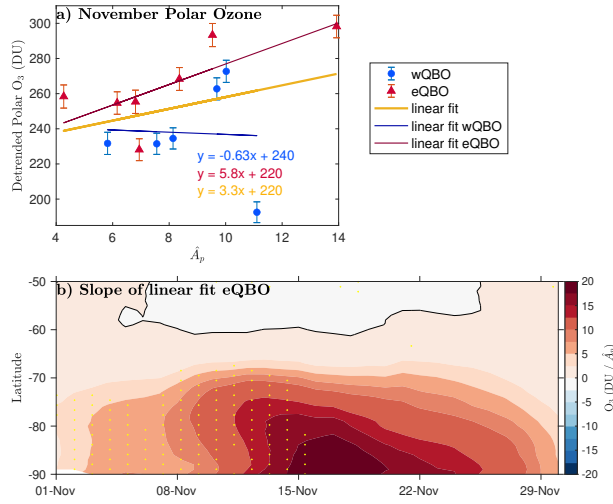 a) November Polar Ozone
300
280
260
240
220
200
Detrended Polar O₃ (DU)
y = -0.63x + 240
y = 5.8x + 220
y = 3.3x + 220
4 6 8 10 12 14
Â_p
wQBO
eQBO
linear fit
linear fit wQBO
linear fit eQBO
b) Slope of linear fit eQBO
-50
-60
-70
-80
-90
Latitude
01-Nov 08-Nov 15-Nov 22-Nov 29-Nov
20
15
10
5
0
-5
-10
-15
-20
O₃ (DU / Â_p)